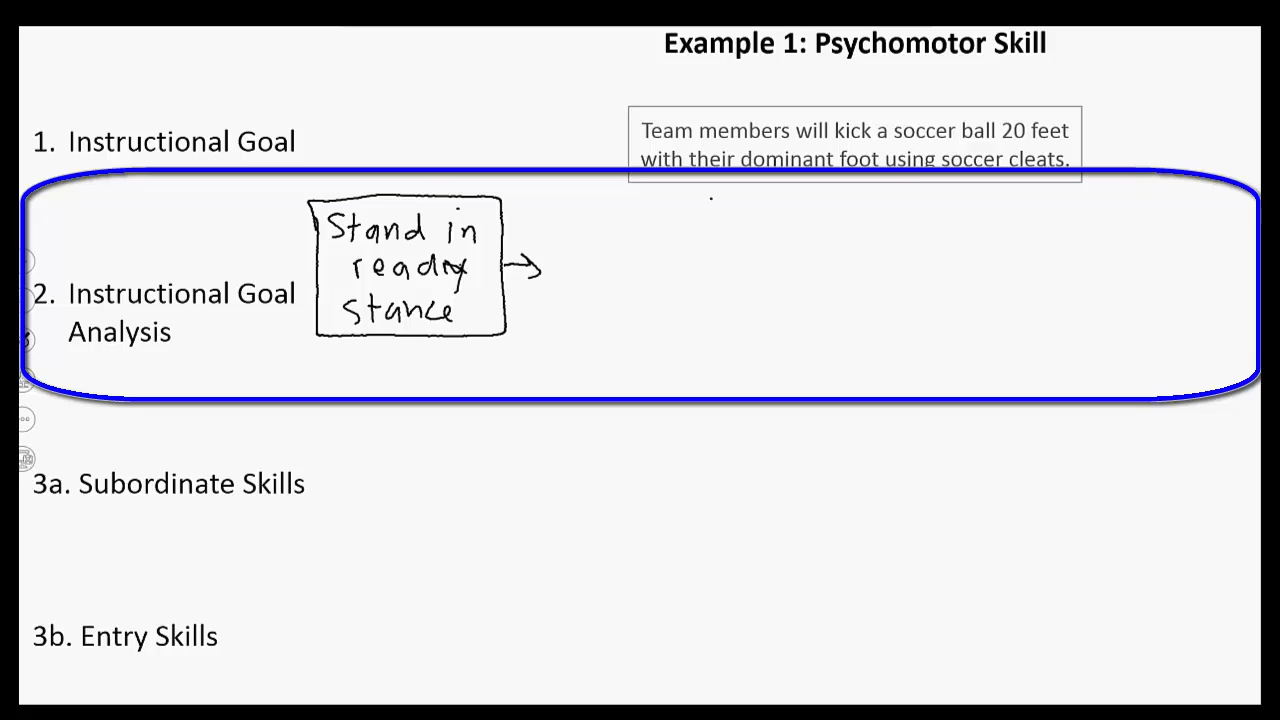 Example 1: Psychomotor Skill
1. Instructional Goal
Team members will kick a soccer ball 20 feet
with their dominant foot using soccer cleats.
2. Instructional Goal
Analysis
Stand in
ready
stance
3a. Subordinate Skills
3b. Entry Skills